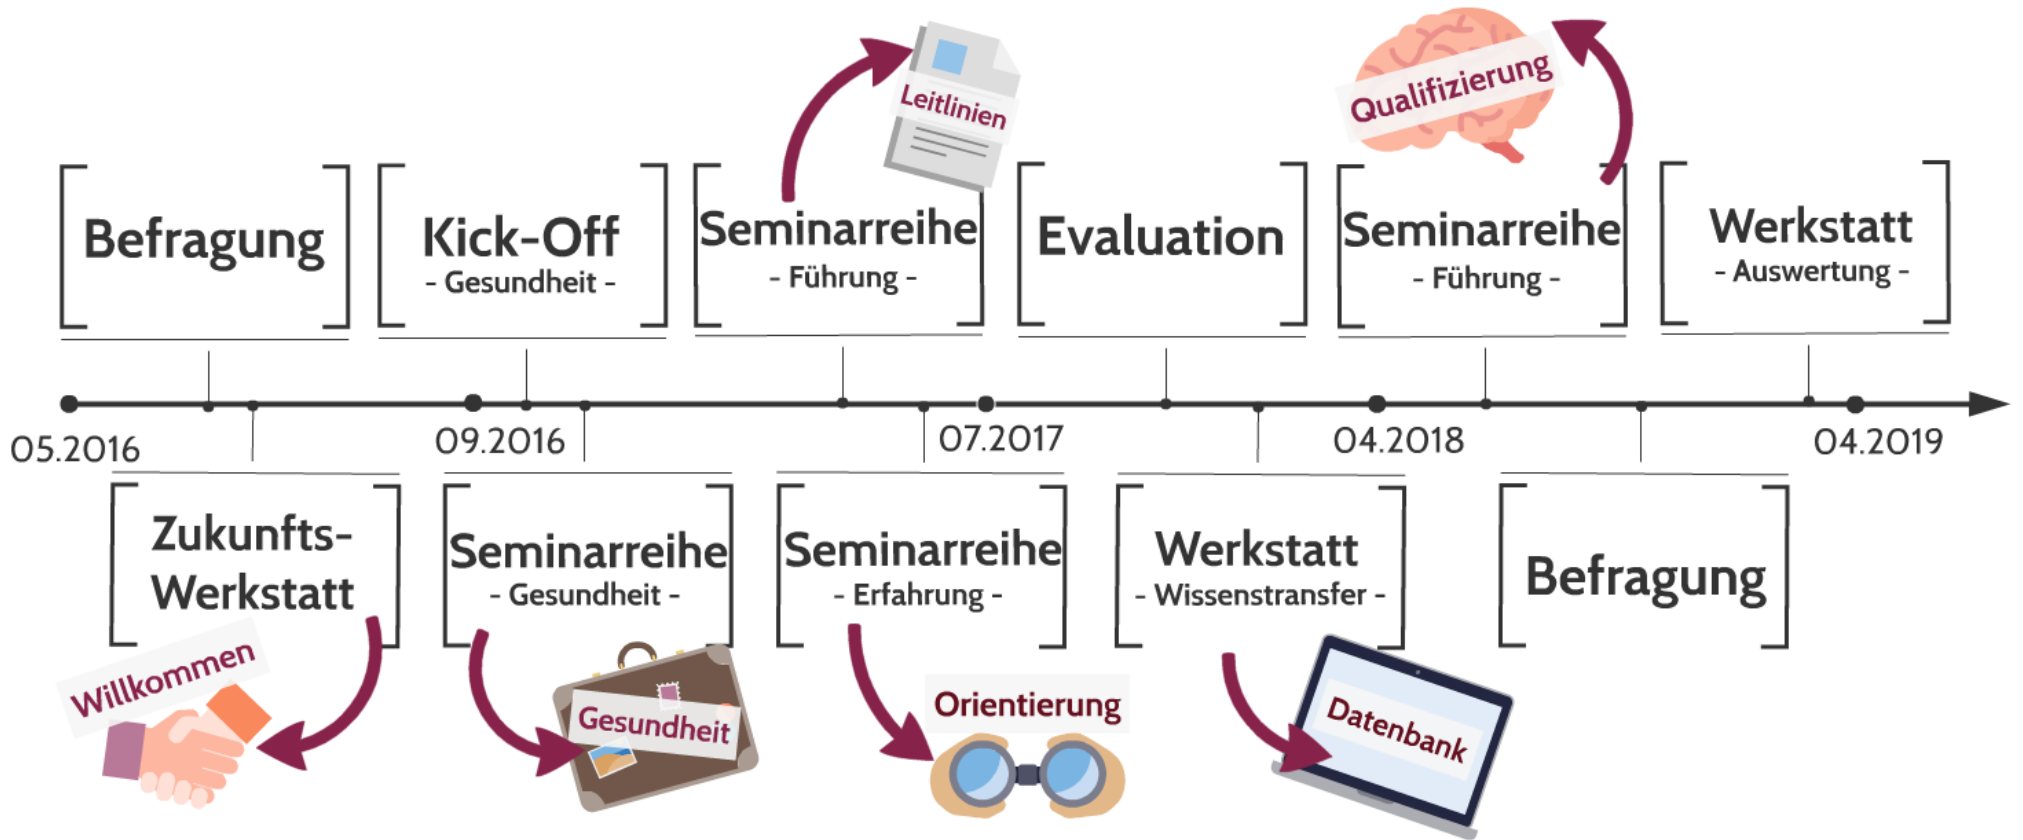 Leitlinien
Qualifizierung
Befragung
Kick-Off
- Gesundheit -
Seminarreihe
- Führung -
Evaluation
Seminarreihe
- Führung -
Werkstatt
- Auswertung -
05.2016
09.2016
07.2017
04.2018
04.2019
Zukunfts-
Werkstatt
Seminarreihe
- Gesundheit -
Seminarreihe
- Erfahrung -
Werkstatt
- Wissenstransfer -
Befragung
Willkommen
Gesundheit
Orientierung
Datenbank